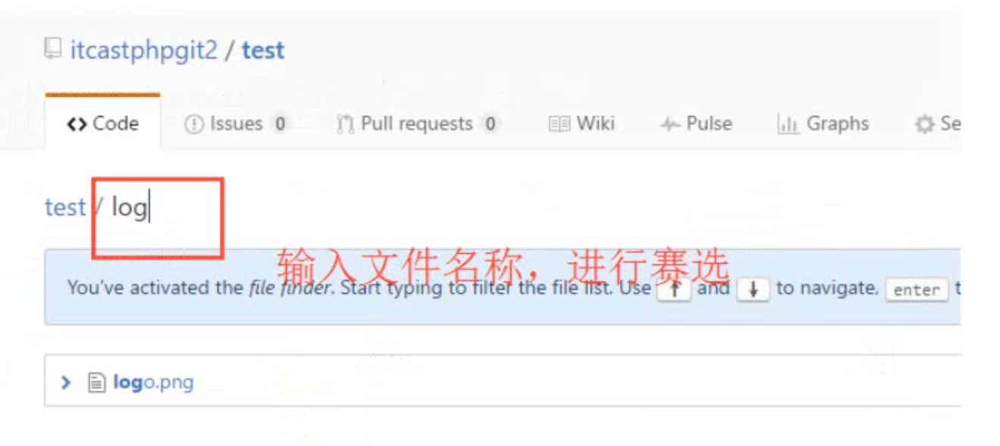 itcastphpgit2 / test
Code Issues 0 Pull requests 0 Wiki Pulse Graphs Se
test / log
输入文件名称，进行赛选
You've activated the file finder. Start typing to filter the file list. Use ↑ and ↓ to navigate. enter t
logo.png